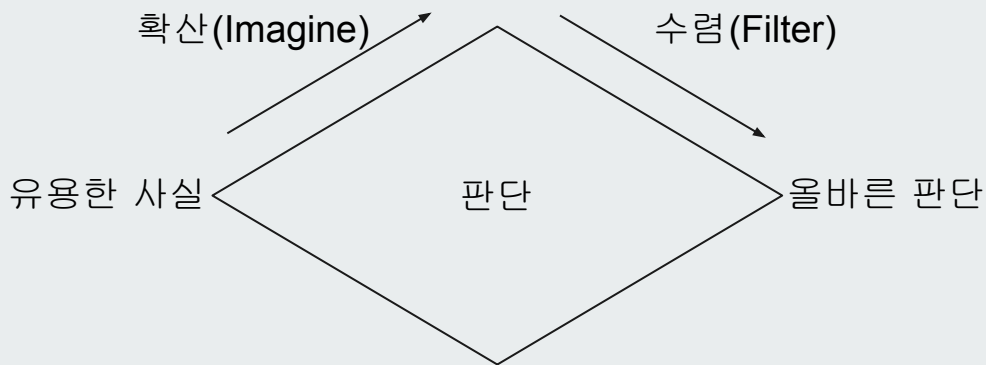 확산(Imagine)
수렴(Filter)
유용한 사실
판단
올바른 판단